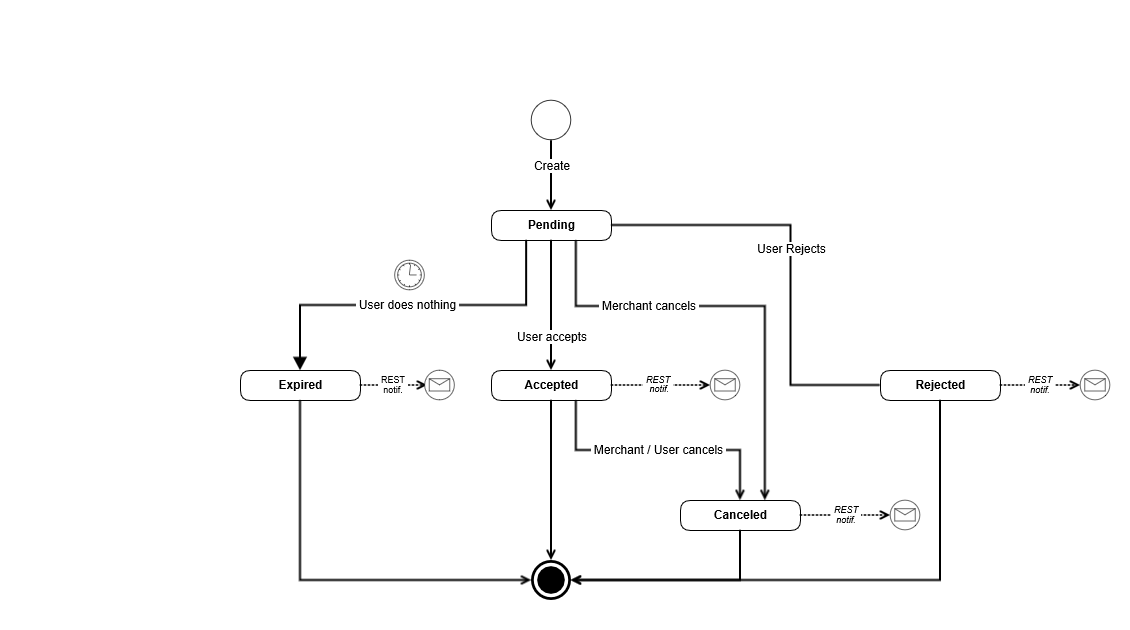 Create
Pending
User Rejects
User does nothing
Merchant cancels
User accepts
Expired
REST
notif.
Accepted
REST
notif.
Rejected
REST
notif.
Merchant / User cancels
Canceled
REST
notif.